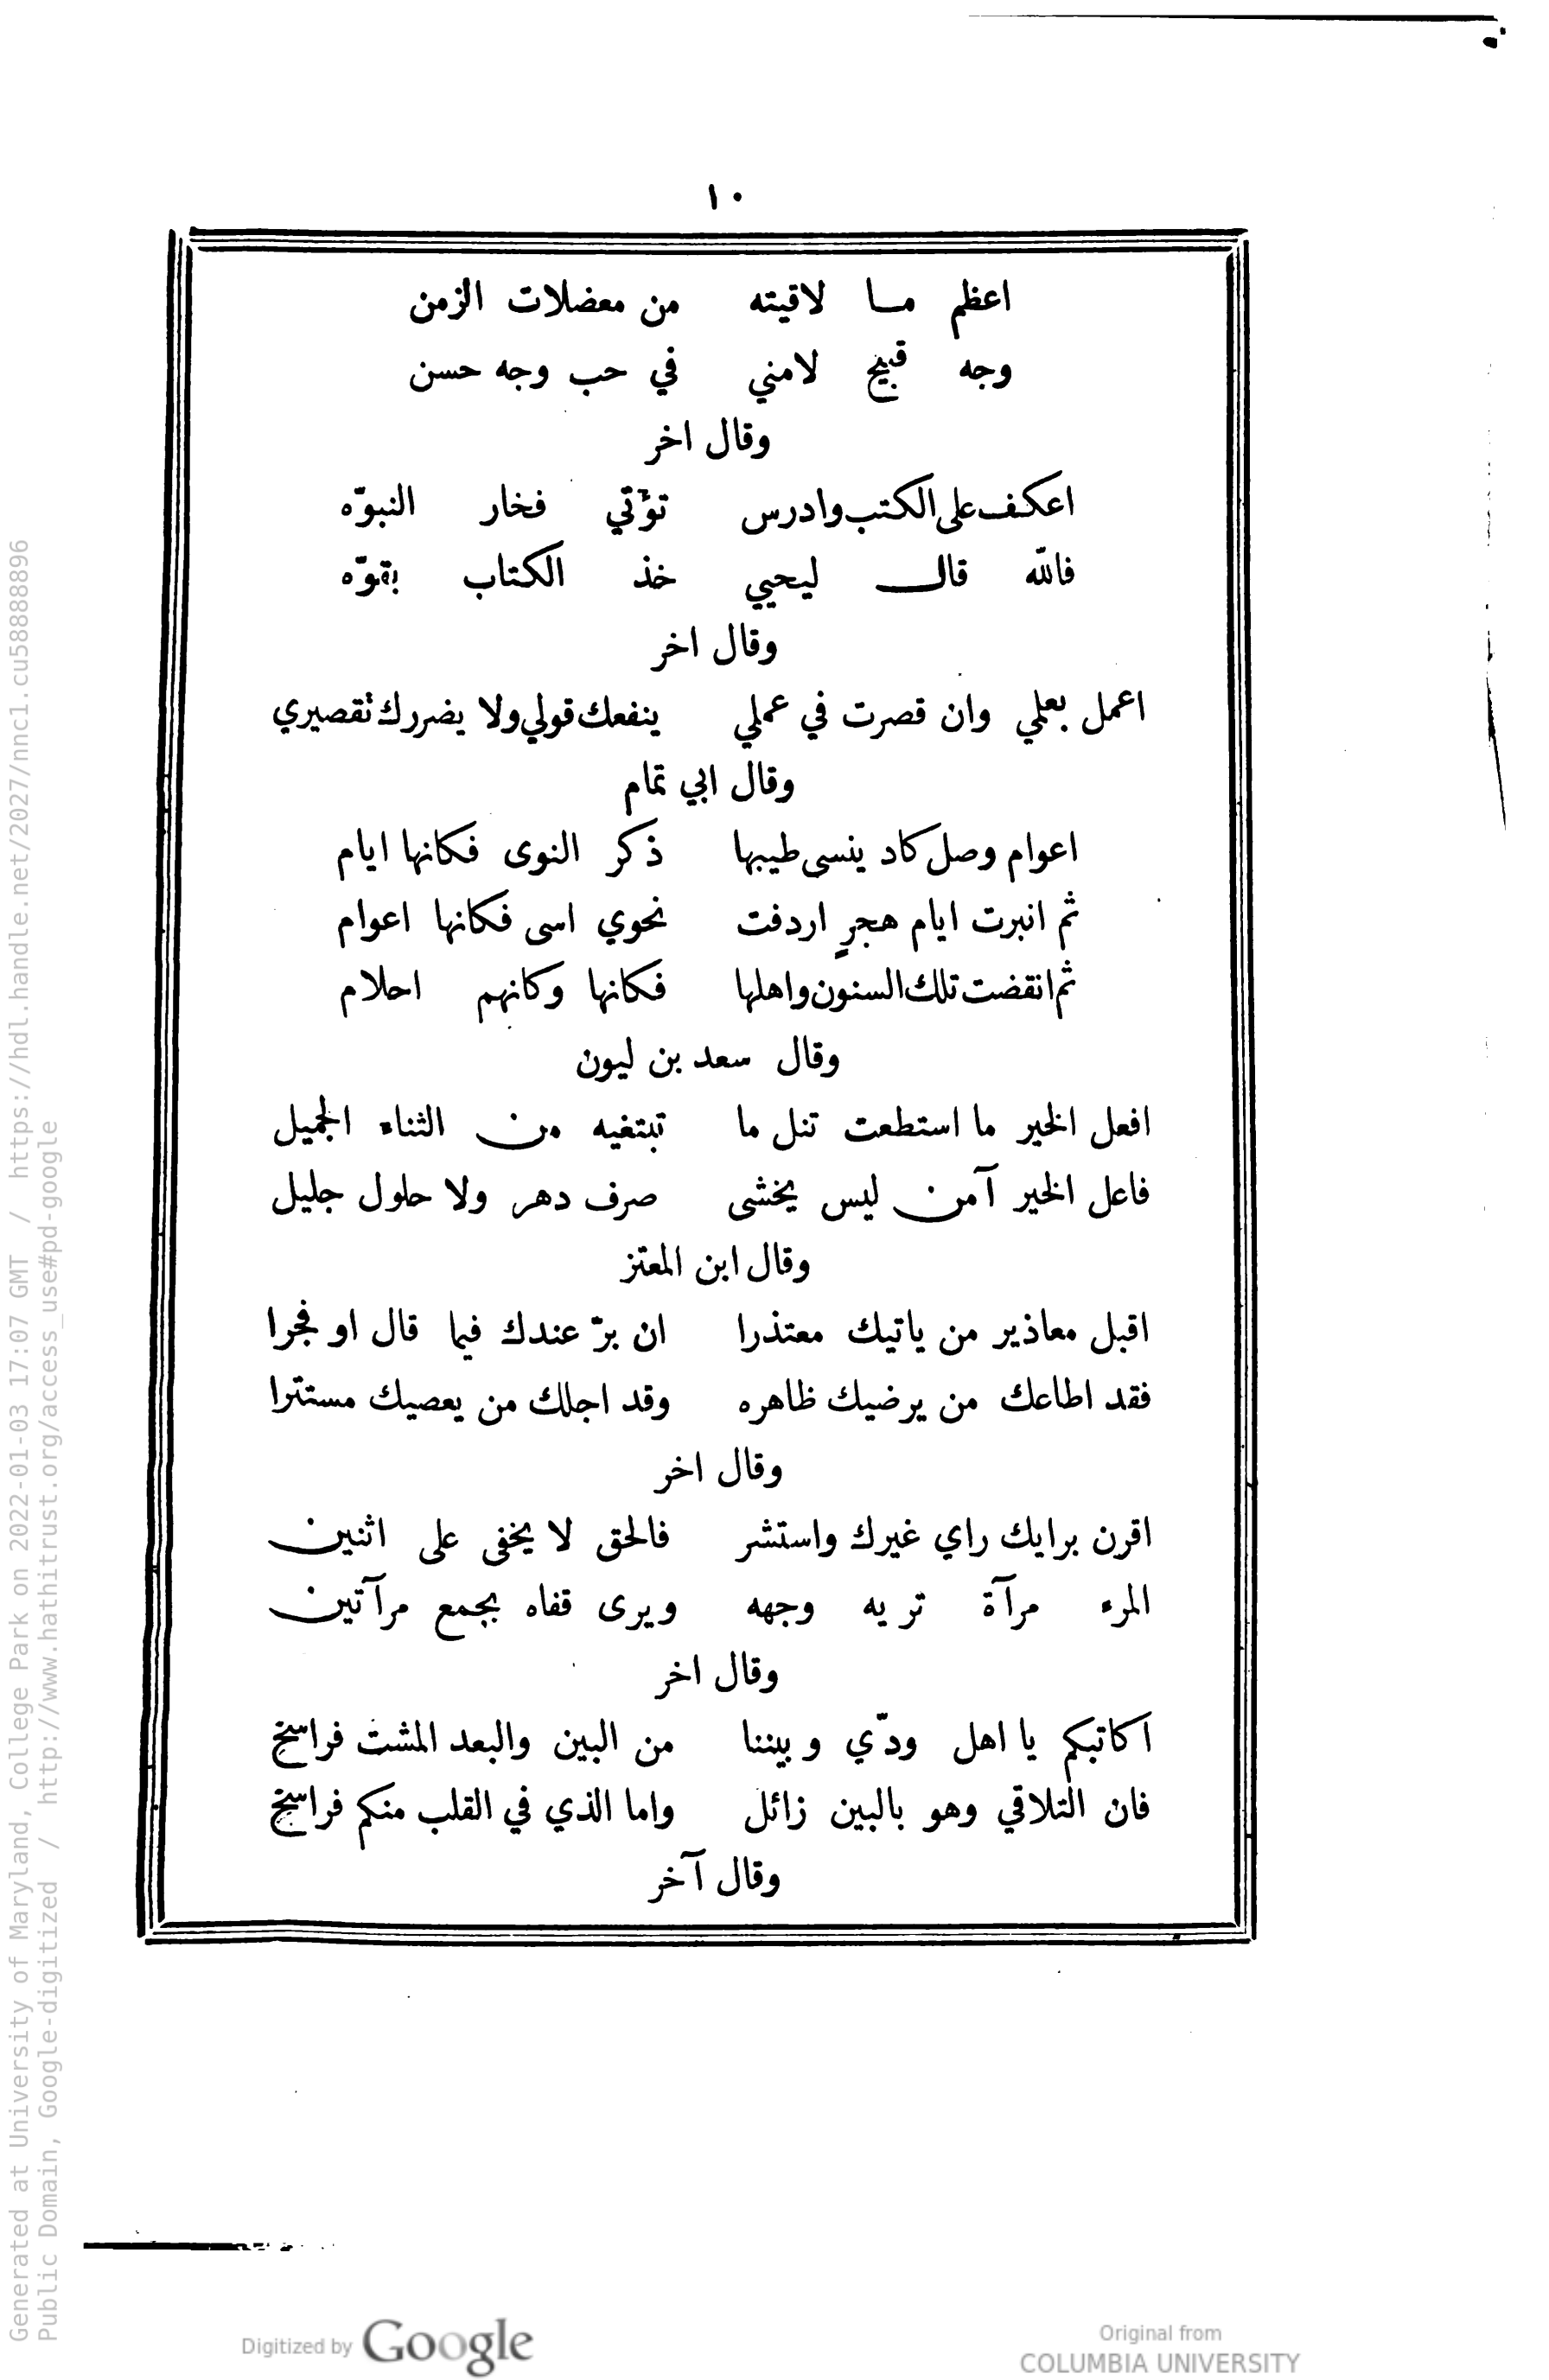 ١٠
اعظم مـا لاقيته من معضلات الزمن
وجه قبيح لامني في حب وجه حسن
وقال اخر
اعكف على الكتب وادرس تؤتي فخار النبوّه
فالله قال ليحيي خذ الكتاب بقوّه
وقال اخر
اعمل بعلمي وان قصرت في عملي ينفعك قولي ولا يضررك تقصيري
وقال ابي تمام
اعوام وصل كاد ينسى طيبها ذكر النوى فكانها ايام
ثم انبرت ايام هجرٍ اردفت نحوي اسى فكانها اعوام
ثم انقضت تلك السنون واهلها فكانها وكانهم احلام
وقال سعد بن ليون
افعل الخير ما استطعت تنل ما تبتغيه من الثناء الجميل
فاعل الخير آمن ليس يخشى صرف دهر ولا حلول جليل
وقال ابن المعتز
اقبل معاذير من ياتيك معتذرا ان برّ عندك فيما قال او فجرا
فقد اطاعك من يرضيك ظاهره وقد اجلك من يعصيك مستترا
وقال اخر
اقرن برايك راي غيرك واستشر فالحق لا يخفى على اثنين
المرء مرآة تريه وجهه ويرى قفاه بجمع مرآتين
وقال اخر
اكاتبكم يا اهل ودّي وبيننا من البين والبعد المشت فراسخ
فان التلاقي وهو بالبين زائل واما الذي في القلب منكم فراسخ
وقال آخر
Generated at University of Maryland, College Park on 2022-01-03 17:07 GMT / https://hdl.handle.net/2027/nnc1.cu58888896
Public Domain, Google-digitized / http://www.hathitrust.org/access_use#pd-google
Digitized by Google
Original from
COLUMBIA UNIVERSITY